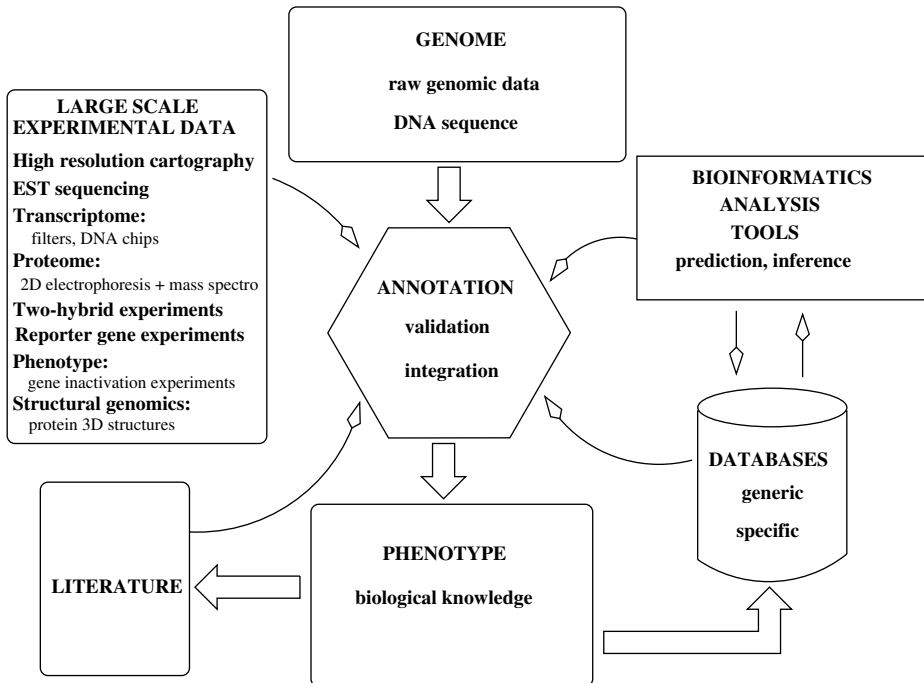 GENOME
raw genomic data
DNA sequence
LARGE SCALE
EXPERIMENTAL DATA
High resolution cartography
EST sequencing
Transcriptome:
filters, DNA chips
Proteome:
2D electrophoresis + mass spectro
Two-hybrid experiments
Reporter gene experiments
Phenotype:
gene inactivation experiments
Structural genomics:
protein 3D structures
BIOINFORMATICS
ANALYSIS
TOOLS
prediction, inference
ANNOTATION
validation
integration
DATABASES
generic
specific
LITERATURE
PHENOTYPE
biological knowledge